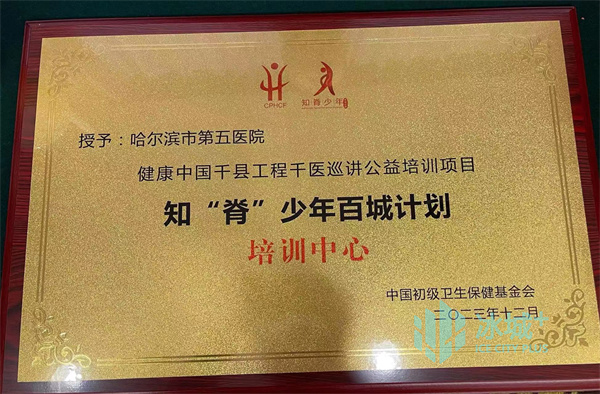 CPHCF 知脊少年
授予：哈尔滨市第五医院
健康中国千县工程千医巡讲公益培训项目
知“脊”少年百城计划
培训中心
中国初级卫生保健基金会
二〇二三年十二月
冰城+